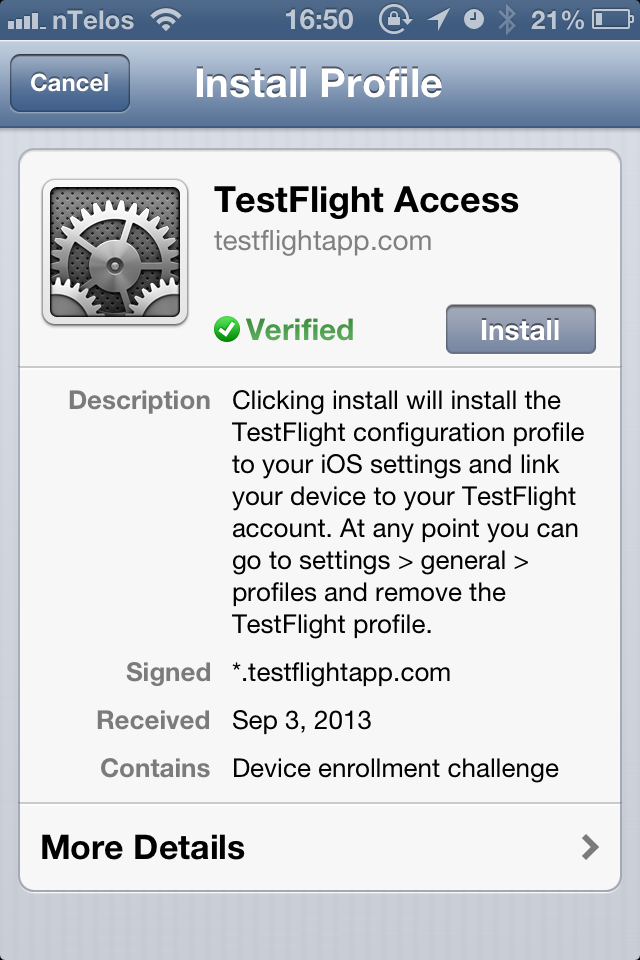 nTelos 16:50 21%
Cancel Install Profile
TestFlight Access
testflightapp.com
Verified Install
Description Clicking install will install the
TestFlight configuration profile
to your iOS settings and link
your device to your TestFlight
account. At any point you can
go to settings > general >
profiles and remove the
TestFlight profile.
Signed *.testflightapp.com
Received Sep 3, 2013
Contains Device enrollment challenge
More Details